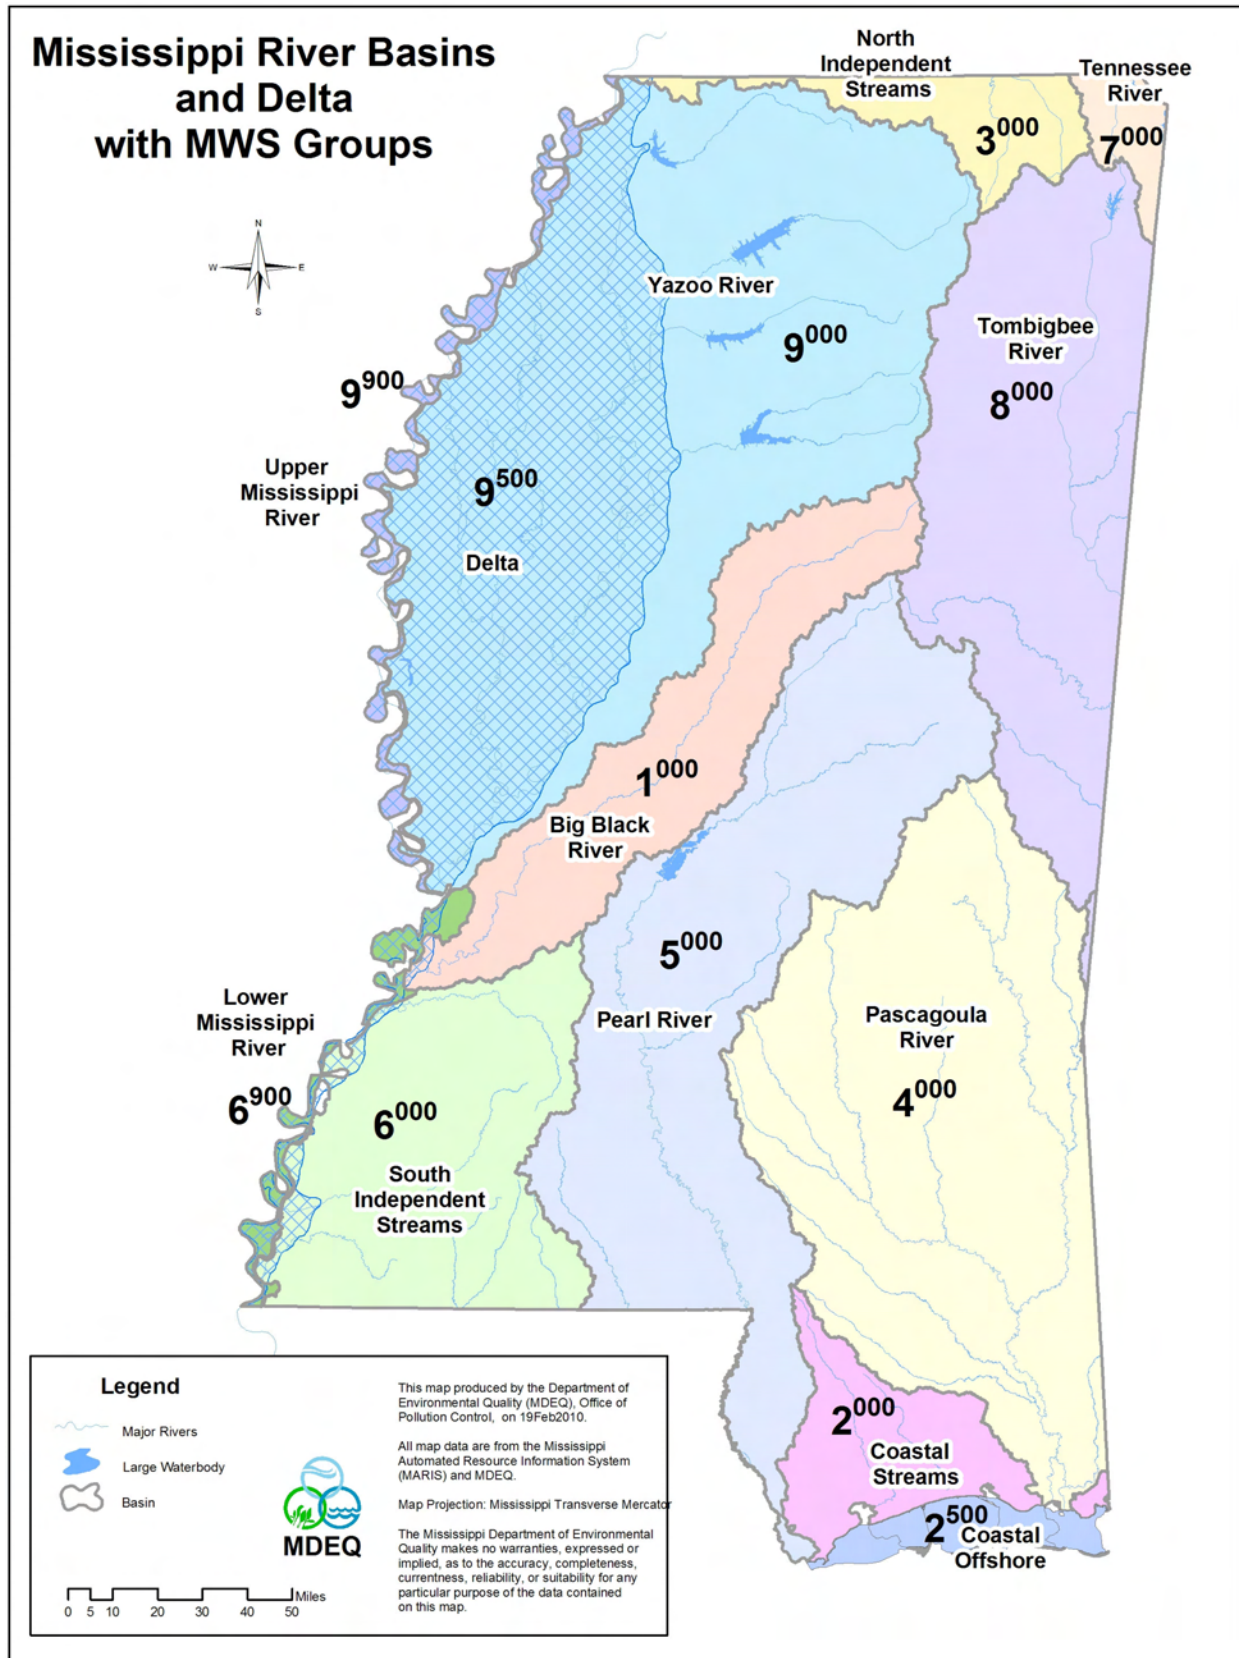 Mississippi River Basins
and Delta
with MWS Groups
North
Independent
Streams
Tennessee
River
3000
7000
N
W
E
S
Yazoo River
9000
Tombigbee
River
8000
9900
Upper
Mississippi
River
9500
Delta
1000
Big Black
River
5000
Pearl River
Lower
Mississippi
River
6900
6000
South
Independent
Streams
Pascagoula
River
4000
2000
Coastal
Streams
2500
Coastal
Offshore
Legend
Major Rivers
Large Waterbody
Basin
MDEQ
0 5 10 20 30 40 50
Miles
This map produced by the Department of
Environmental Quality (MDEQ), Office of
Pollution Control, on 19Feb2010.
All map data are from the Mississippi
Automated Resource Information System
(MARIS) and MDEQ.
Map Projection: Mississippi Transverse Mercator
The Mississippi Department of Environmental
Quality makes no warranties, expressed or
implied, as to the accuracy, completeness,
currentness, reliability, or suitability for any
particular purpose of the data contained
on this map.